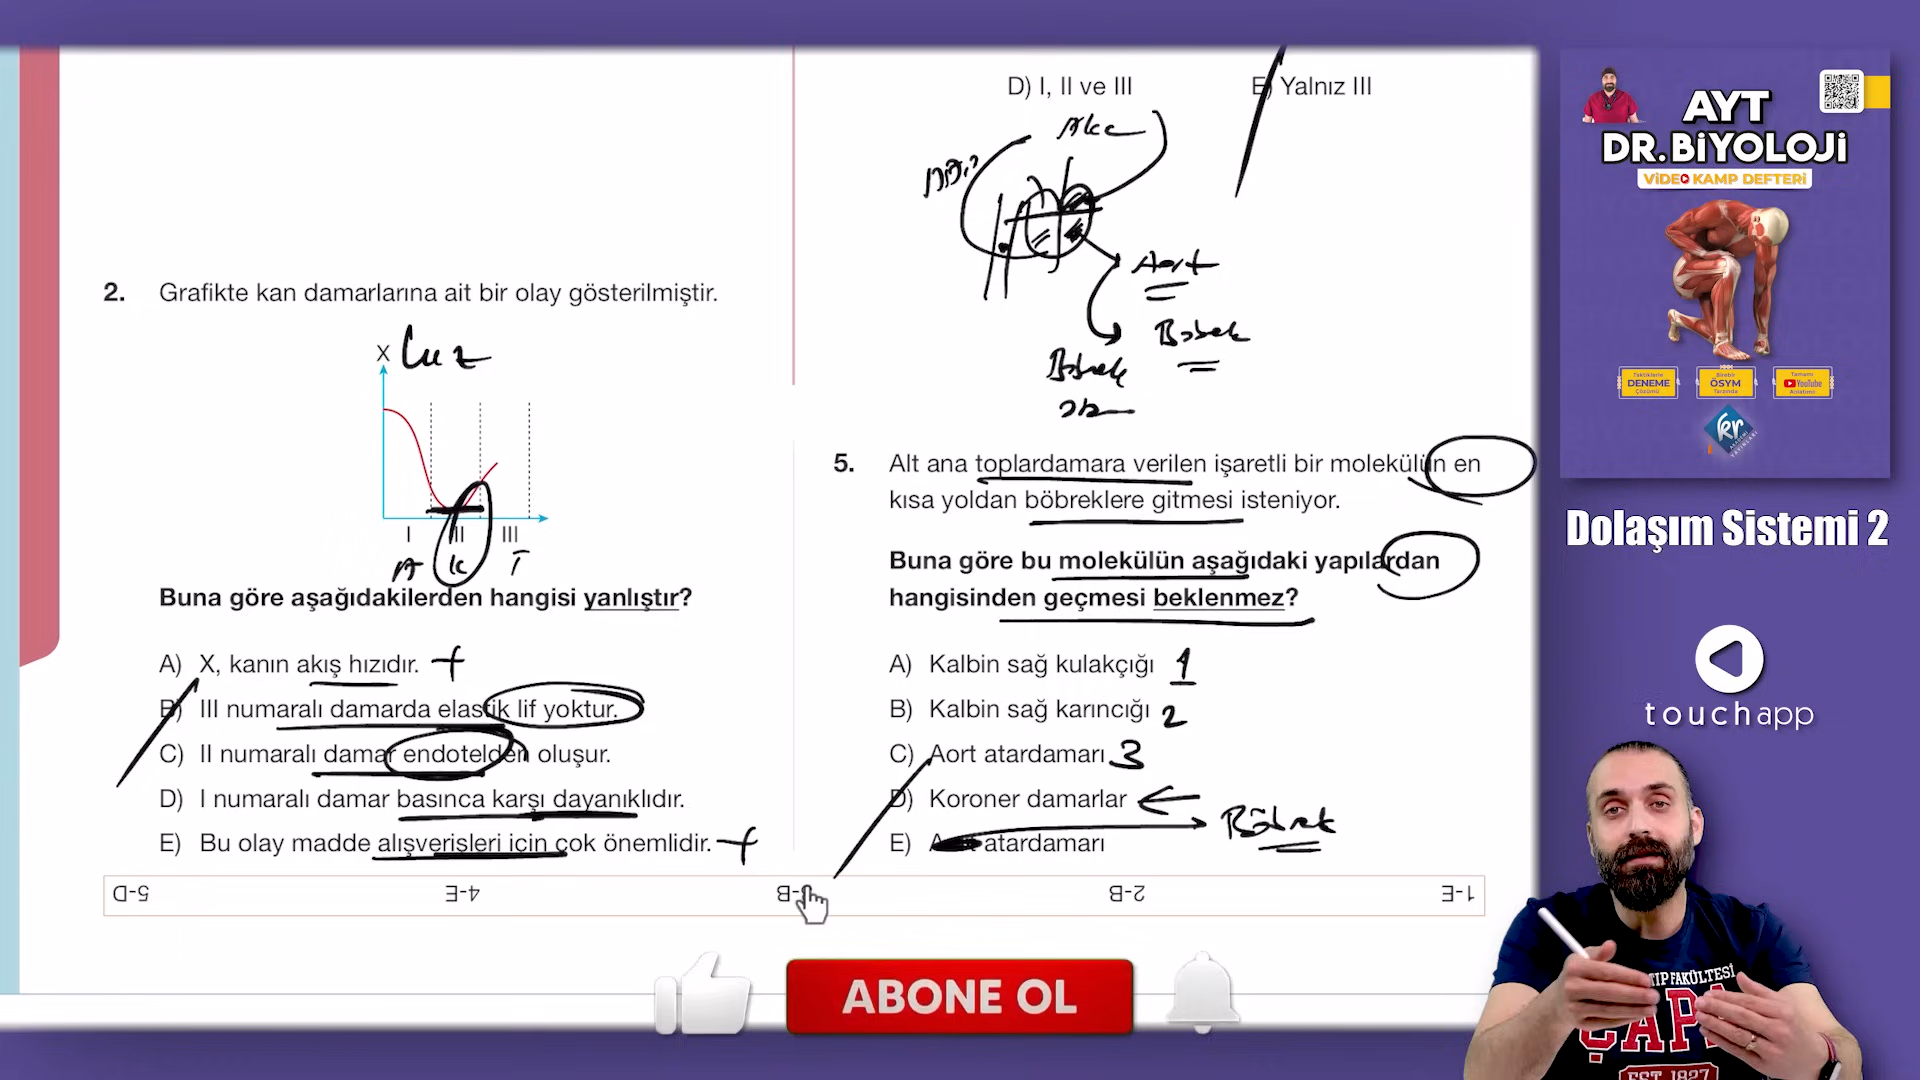 D) I, II ve III
E) Yalnız III
Akc
Aort
Böbrek
Böbrek
2. Grafikte kan damarlarına ait bir olay gösterilmiştir.
X hız
I II III
A K T
Buna göre aşağıdakilerden hangisi yanlıştır?
A) X, kanın akış hızıdır. +
B) III numaralı damarda elastik lif yoktur.
C) II numaralı damar endotelden oluşur.
D) I numaralı damar basınca karşı dayanıklıdır.
E) Bu olay madde alışverişleri için çok önemlidir. +
5. Alt ana toplardamara verilen işaretli bir molekülün en
kısa yoldan böbreklere gitmesi isteniyor.
Buna göre bu molekülün aşağıdaki yapılardan
hangisinden geçmesi beklenmez?
A) Kalbin sağ kulakçığı 1
B) Kalbin sağ karıncığı 2
C) Aort atardamarı 3
D) Koroner damarlar
E) atardamarı
Böbrek
5-D 4-E 3-B 2-B 1-E
ABONE OL
AYT
DR.BİYOLOJİ
VİDEO KAMP DEFTERİ
DENEME
ÖSYM
YouTube
kr
Dolaşım Sistemi 2
touchapp
TIP FAKÜLTESİ
ÇAPA
EST. 1827